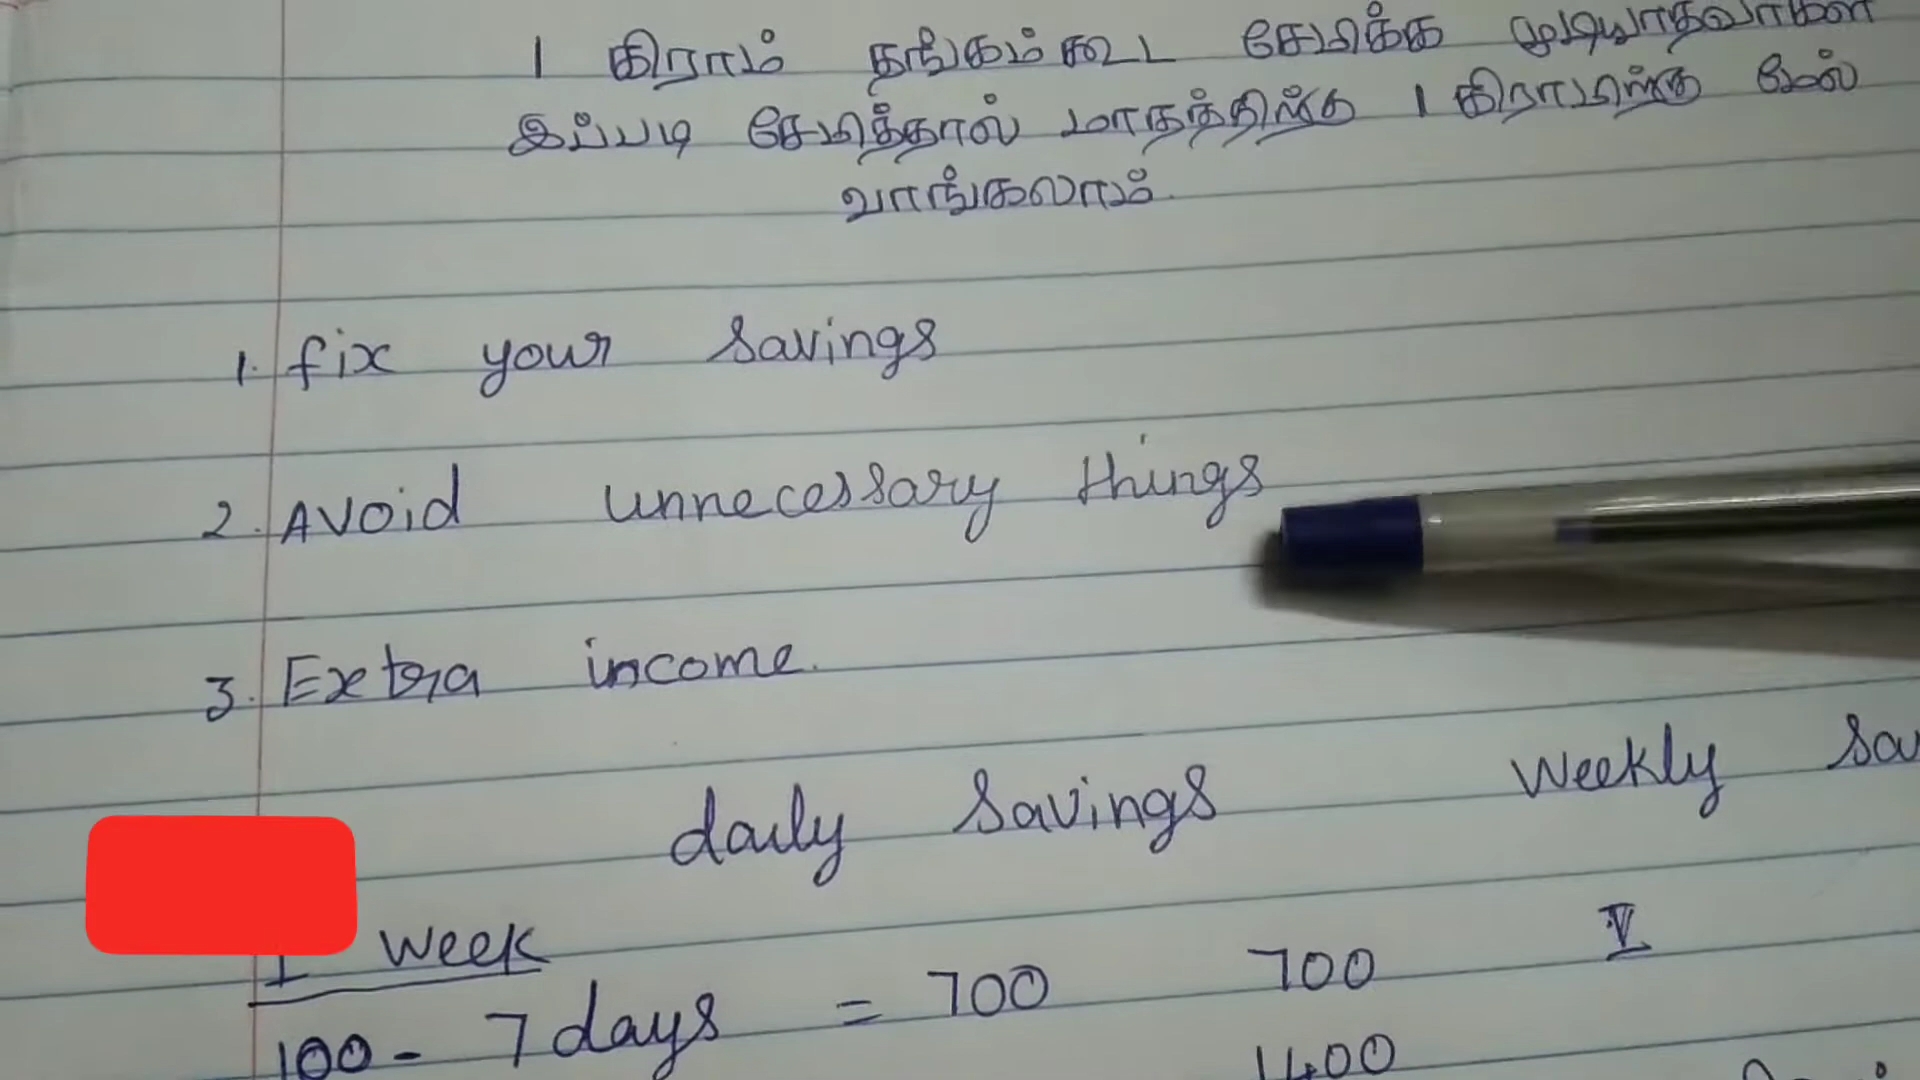 1 கிராம் தங்கம் கூட சேமிக்க முடியாதவர்கள்
இப்படி சேமித்தால் மாதத்திற்கு 1 கிராமிற்கு மேல்
வாங்கலாம்.
1. fix your savings
2. Avoid unnecessary things
3. Extra income.
daily savings weekly sa
I week
100 - 7 days = 700 700 V
1400